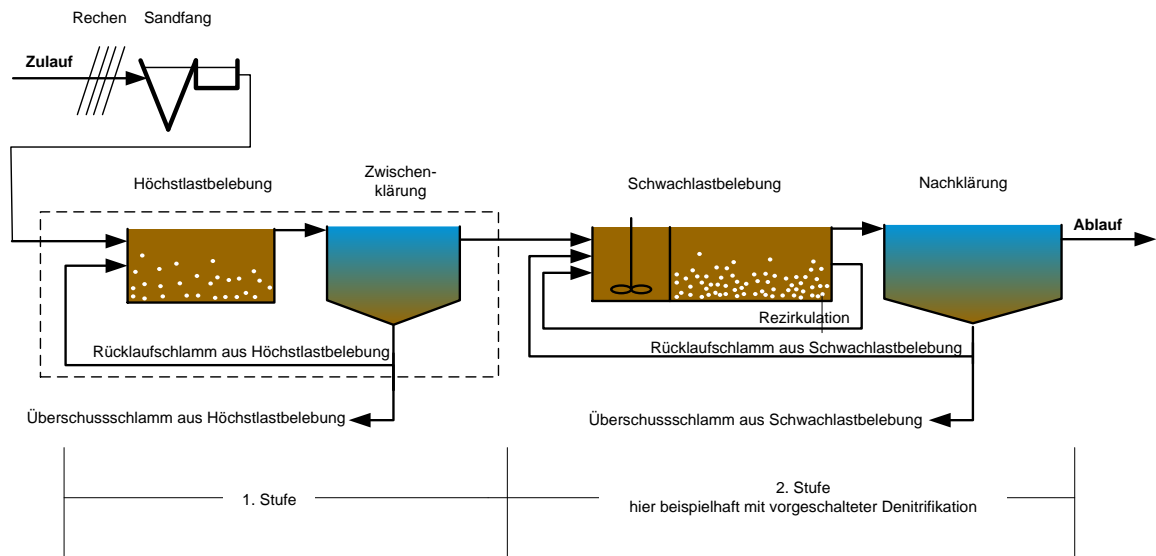 Rechen
Sandfang
Zulauf
Höchstlastbelebung
Zwischen-
klärung
Schwachlastbelebung
Nachklärung
Ablauf
Rezirkulation
Rücklaufschlamm aus Höchstlastbelebung
Rücklaufschlamm aus Schwachlastbelebung
Überschussschlamm aus Höchstlastbelebung
Überschussschlamm aus Schwachlastbelebung
1. Stufe
2. Stufe
hier beispielhaft mit vorgeschalteter Denitrifikation